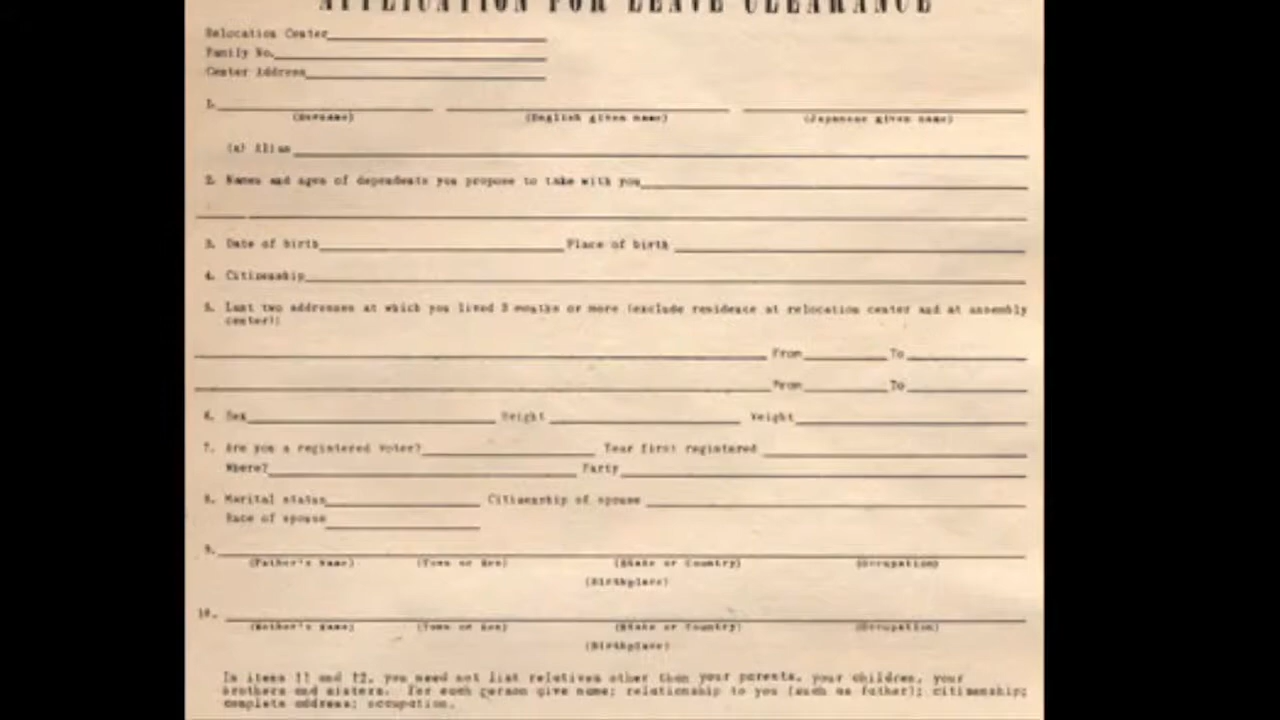 APPLICATION FOR LEAVE CLEARANCE
Relocation Center
Family No.
Center Address
1.
(Surname) (English given name) (Japanese given name)
(a) Alias
2. Names and ages of dependents you propose to take with you
3. Date of birth Place of birth
4. Citizenship
5. Last two addresses at which you lived 3 months or more (exclude residence at relocation center and at assembly
center):
From To
From To
6. Sex Height Weight
7. Are you a registered voter? Year first registered
Where? Party
8. Marital status Citizenship of spouse
Race of spouse
9.
(Father's Name) (Town or Ken) (State or Country) (Occupation)
(Birthplace)
10.
(Mother's Name) (Town or Ken) (State or Country) (Occupation)
(Birthplace)
In items 11 and 12, you need not list relatives other than your parents, your children, your
brothers and sisters. For each person give name; relationship to you (such as father); citizenship;
complete address; occupation.